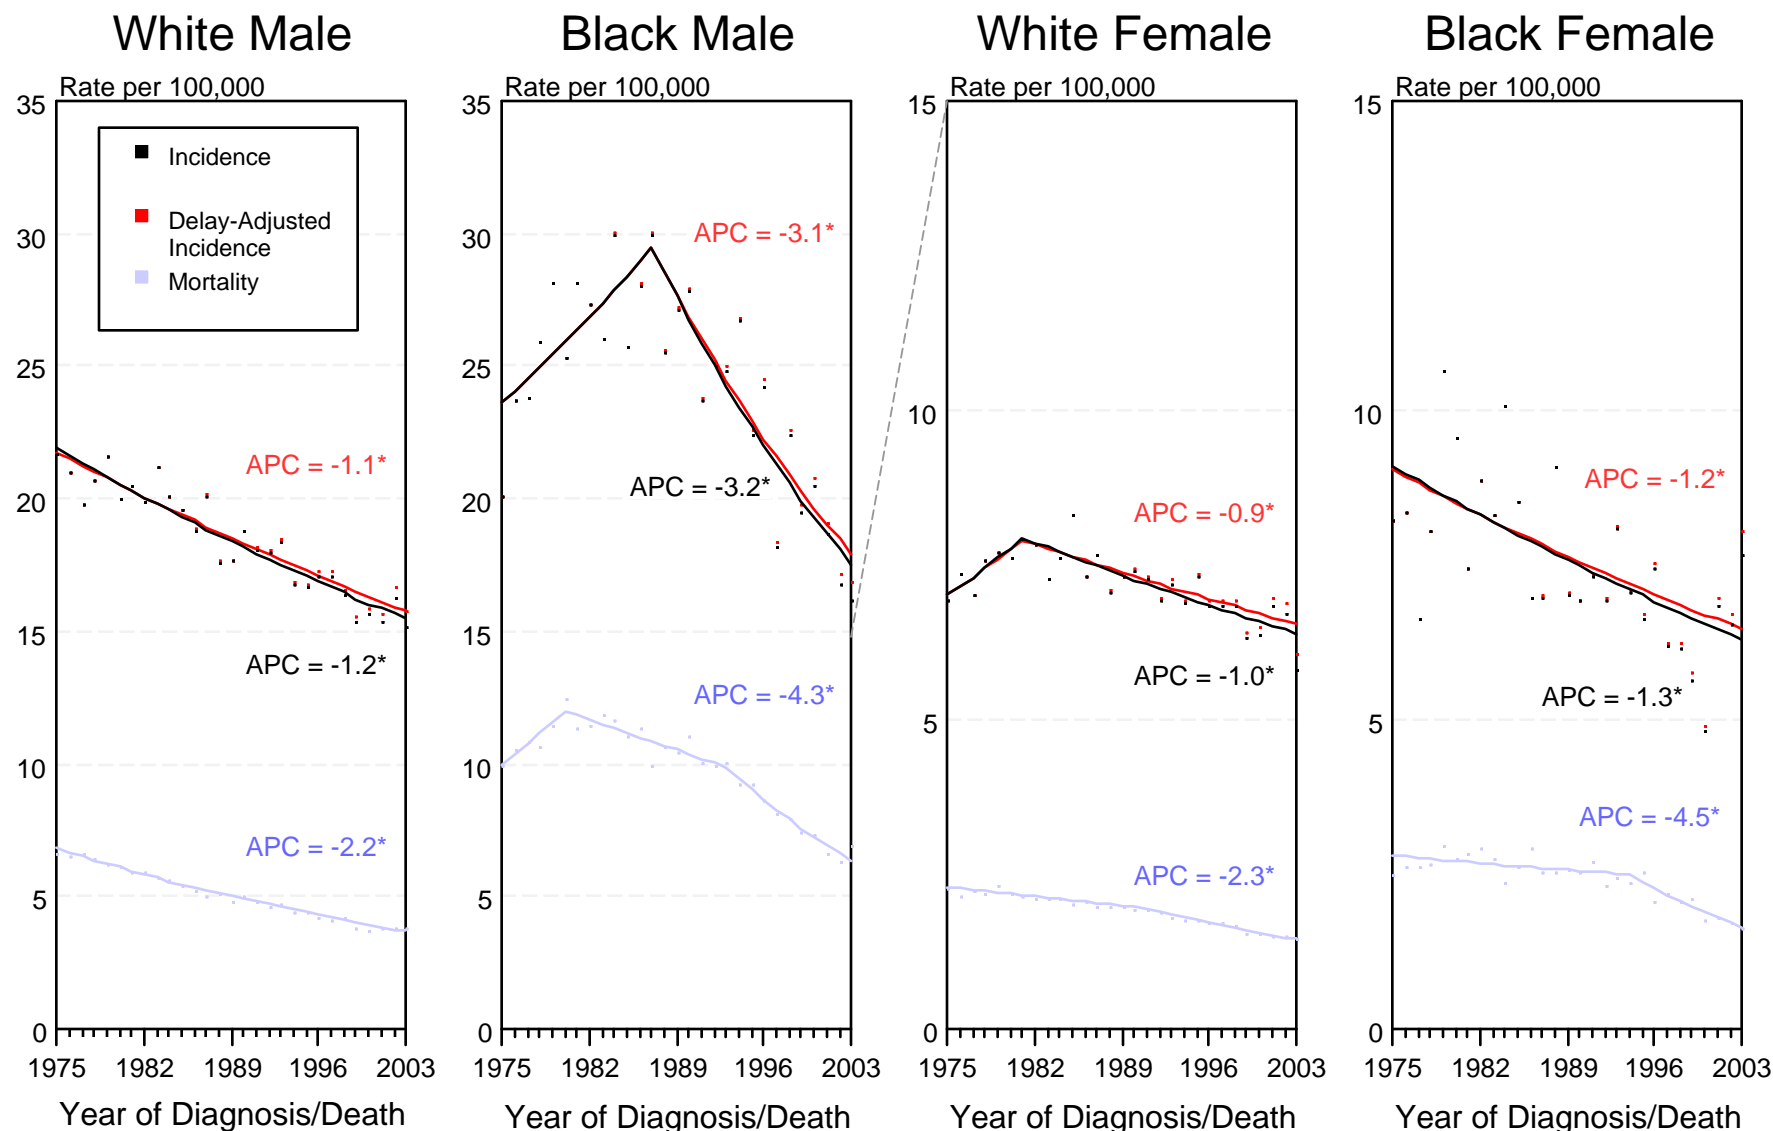 White Male
Black Male
White Female
Black Female
Rate per 100,000
Rate per 100,000
Rate per 100,000
Rate per 100,000
35
30
25
20
15
10
5
0
Incidence
Delay-Adjusted
Incidence
Mortality
APC = -1.1*
APC = -1.2*
APC = -2.2*
1975 1982 1989 1996 2003
Year of Diagnosis/Death
35
30
25
20
15
10
5
0
APC = -3.1*
APC = -3.2*
APC = -4.3*
1975 1982 1989 1996 2003
Year of Diagnosis/Death
15
10
5
0
APC = -0.9*
APC = -1.0*
APC = -2.3*
1975 1982 1989 1996 2003
Year of Diagnosis/Death
15
10
5
0
APC = -1.2*
APC = -1.3*
APC = -4.5*
1975 1982 1989 1996 2003
Year of Diagnosis/Death